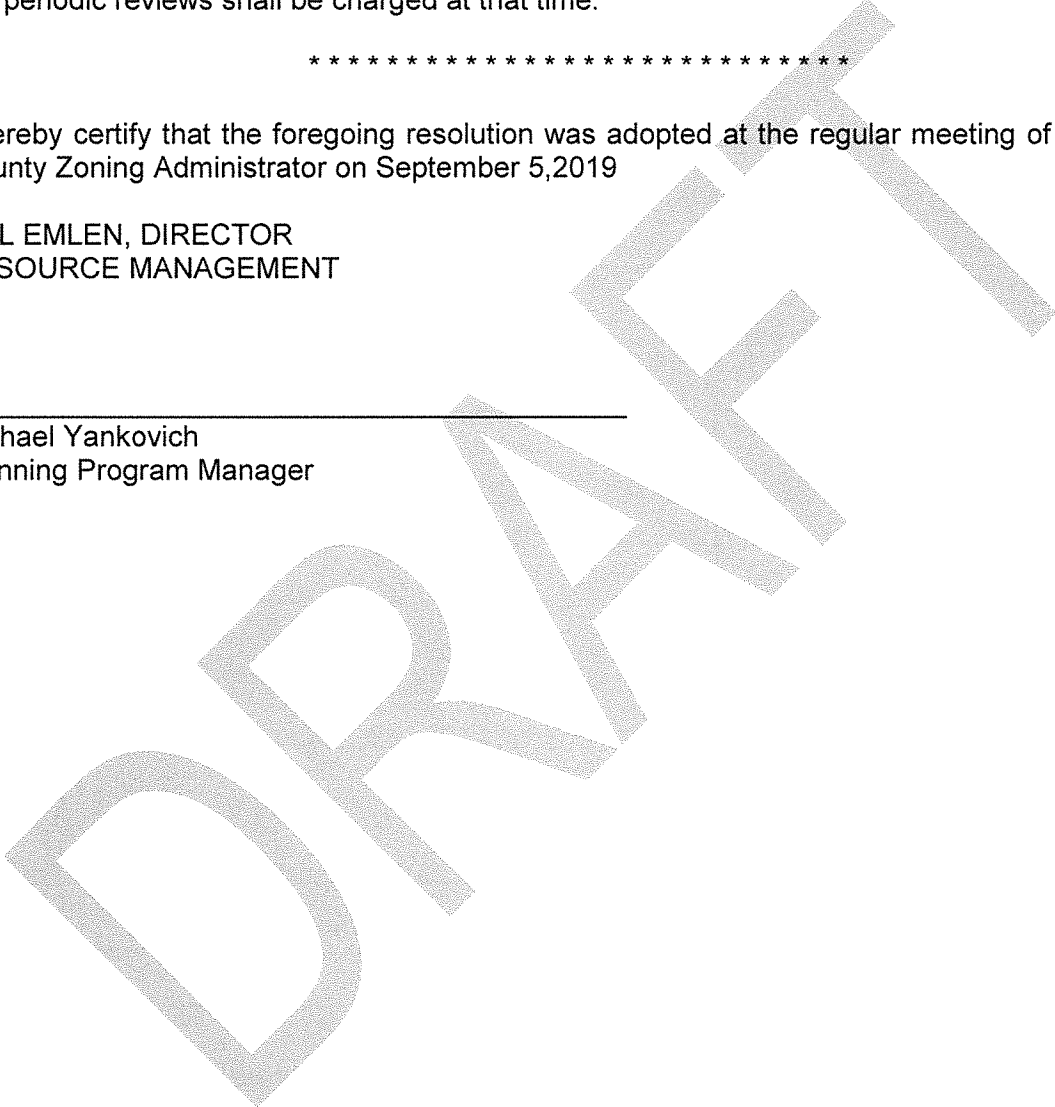 periodic reviews shall be charged at that time.
* * * * * * * * * * * * * * * * * * * * * * * * * * * *
ereby certify that the foregoing resolution was adopted at the regular meeting of
unty Zoning Administrator on September 5,2019
L EMLEN, DIRECTOR
SOURCE MANAGEMENT
hael Yankovich
nning Program Manager
DRAFT